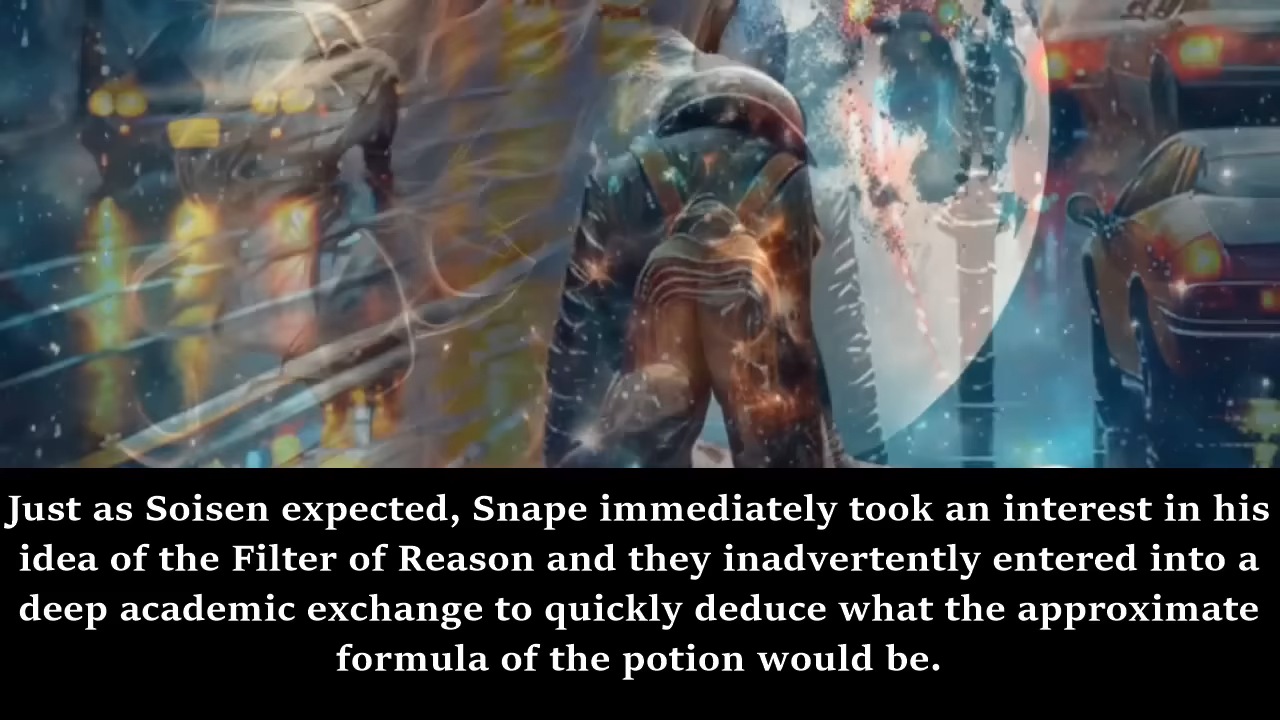 Just as Soisen expected, Snape immediately took an interest in his
idea of the Filter of Reason and they inadvertently entered into a
deep academic exchange to quickly deduce what the approximate
formula of the potion would be.